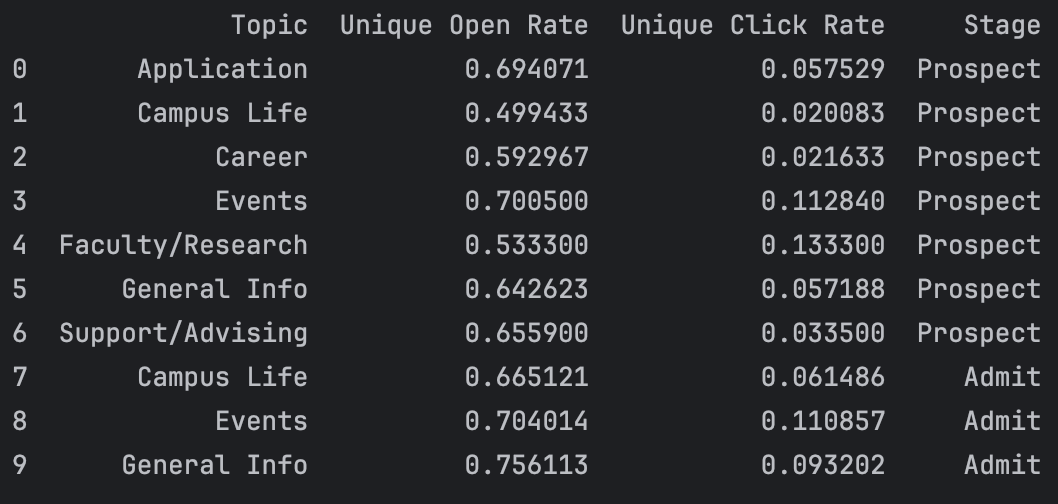 Topic Unique Open Rate Unique Click Rate Stage
0 Application 0.694071 0.057529 Prospect
1 Campus Life 0.499433 0.020083 Prospect
2 Career 0.592967 0.021633 Prospect
3 Events 0.700500 0.112840 Prospect
4 Faculty/Research 0.533300 0.133300 Prospect
5 General Info 0.642623 0.057188 Prospect
6 Support/Advising 0.655900 0.033500 Prospect
7 Campus Life 0.665121 0.061486 Admit
8 Events 0.704014 0.110857 Admit
9 General Info 0.756113 0.093202 Admit